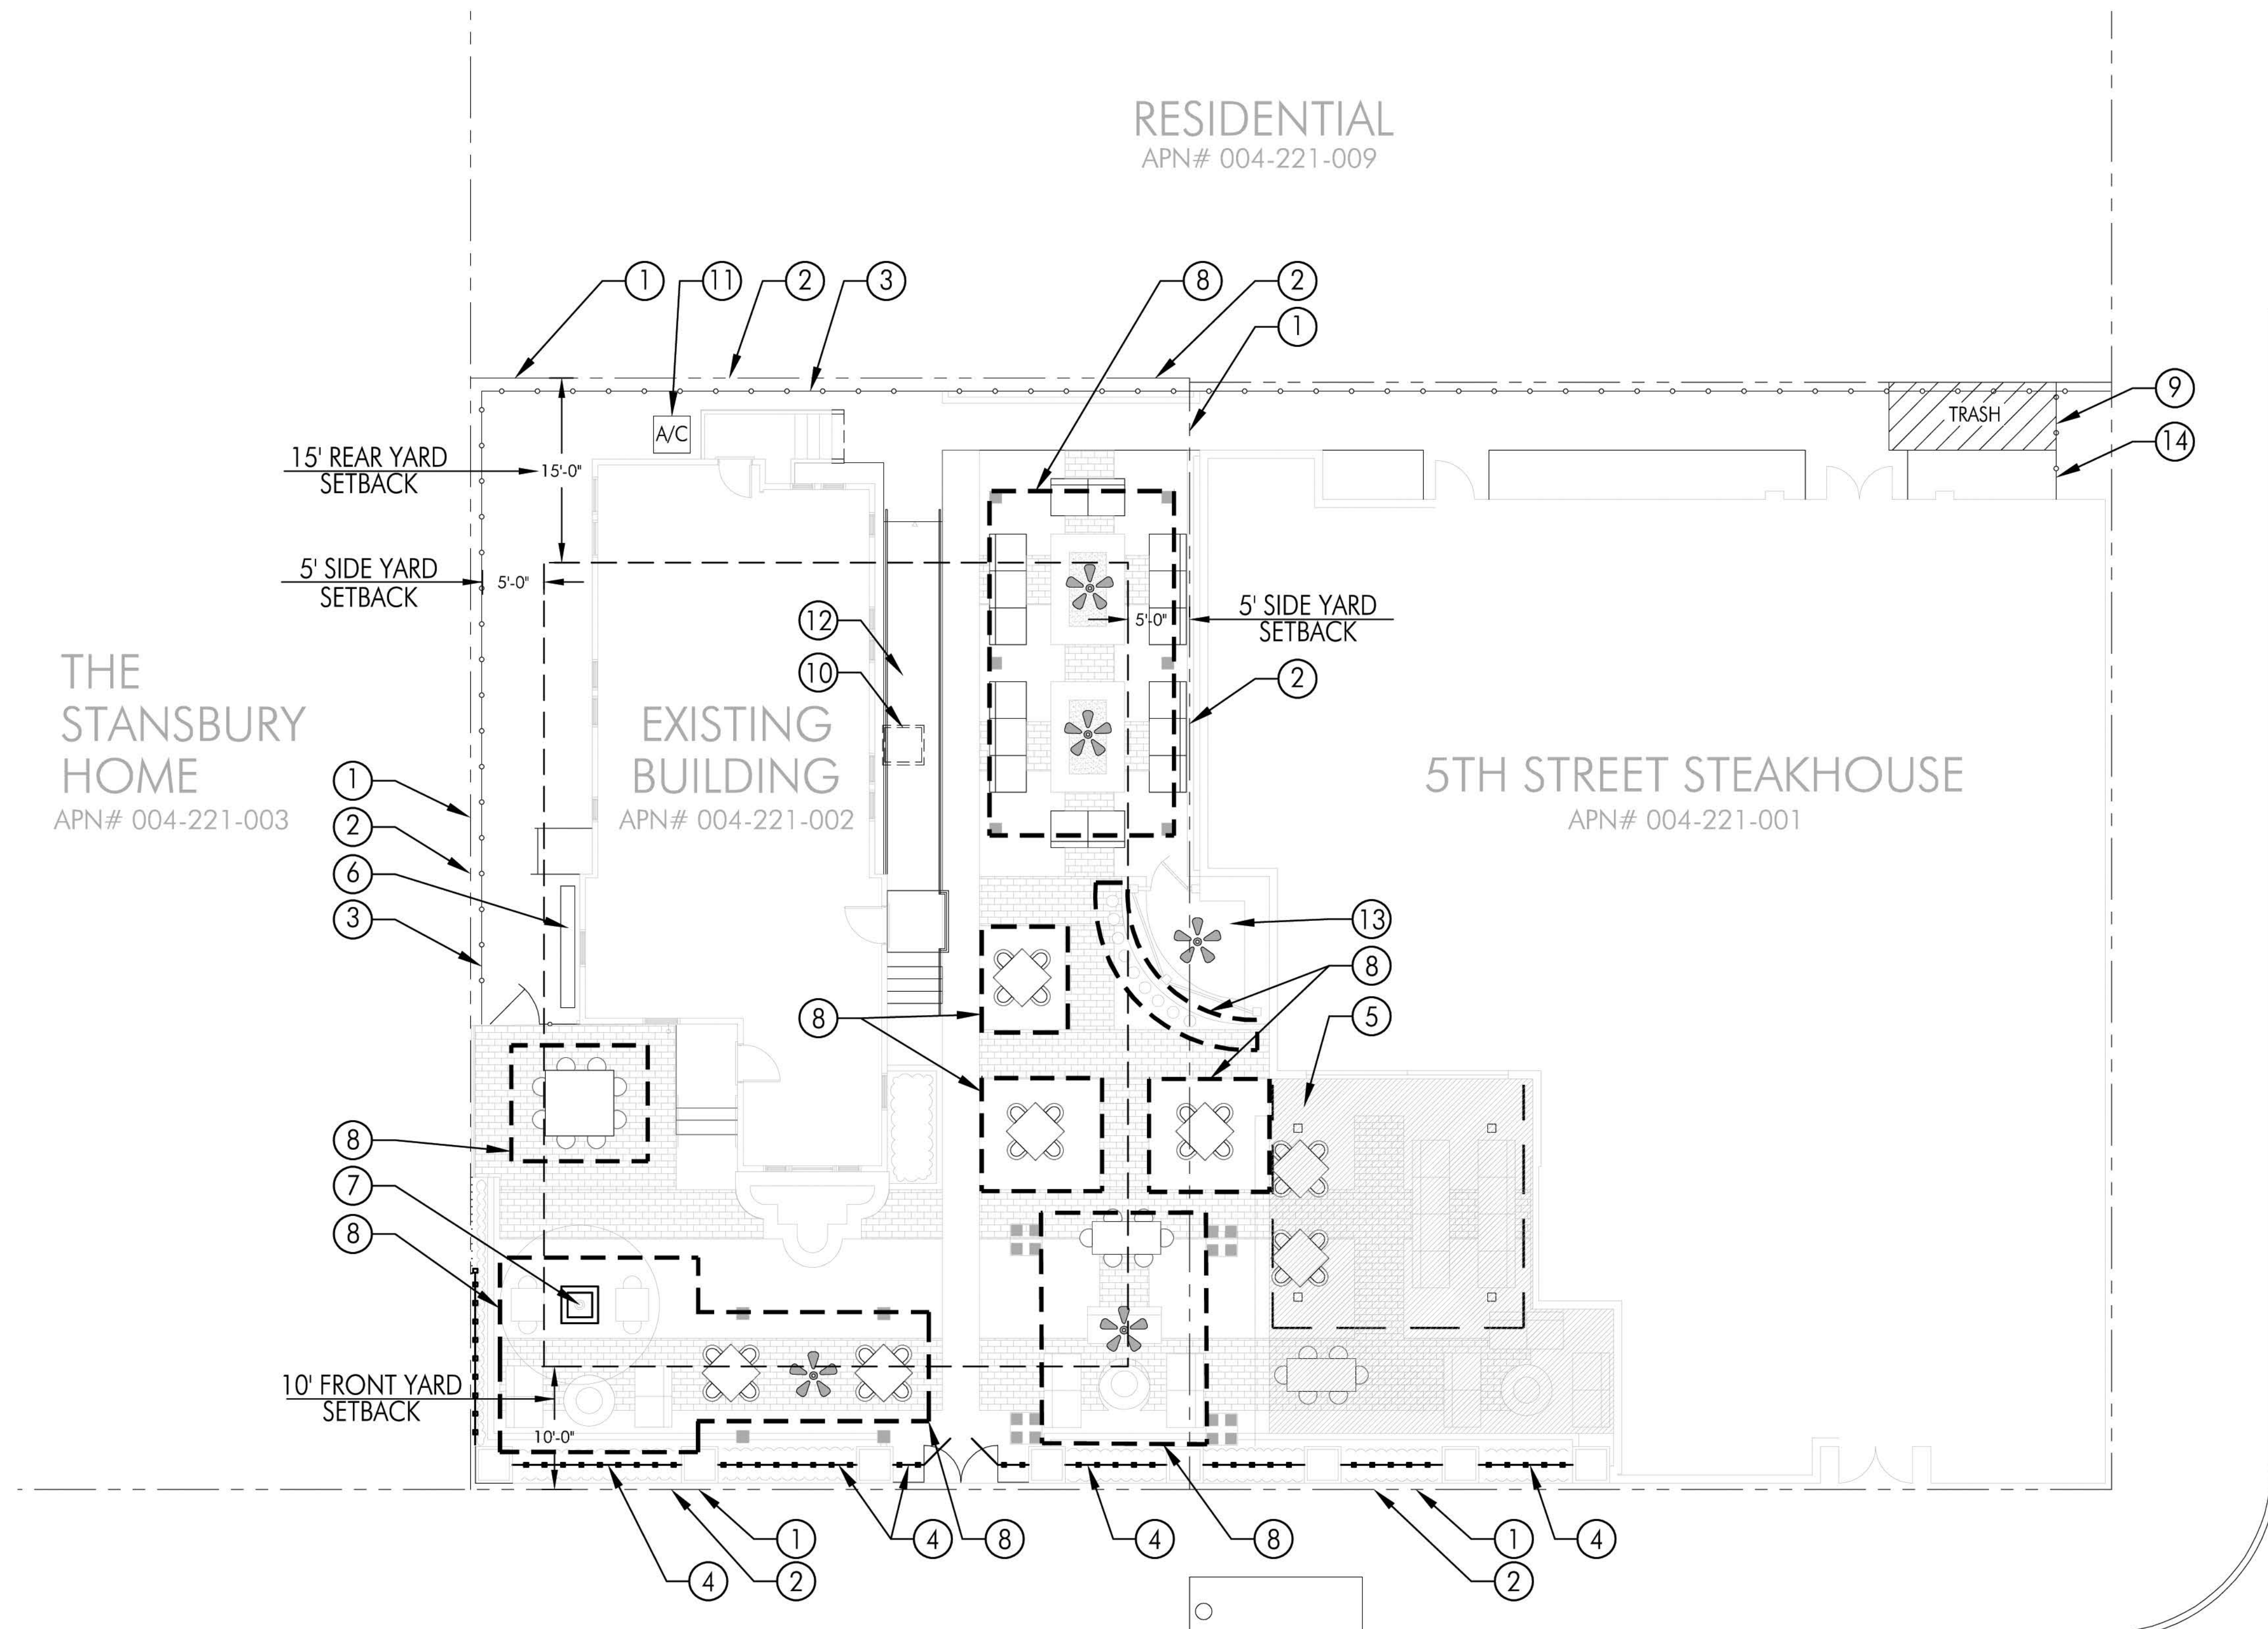 RESIDENTIAL
APN# 004-221-009
1
11
2
3
8
2
1
9
14
TRASH
A/C
15' REAR YARD
SETBACK
15'-0"
5' SIDE YARD
SETBACK
5'-0"
5'-0"
5' SIDE YARD
SETBACK
12
10
2
THE
STANSBURY
HOME
APN# 004-221-003
EXISTING
BUILDING
APN# 004-221-002
5TH STREET STEAKHOUSE
APN# 004-221-001
1
2
6
3
13
8
5
8
8
7
8
10' FRONT YARD
SETBACK
10'-0"
1
4
8
4
8
1
4
4
2
2